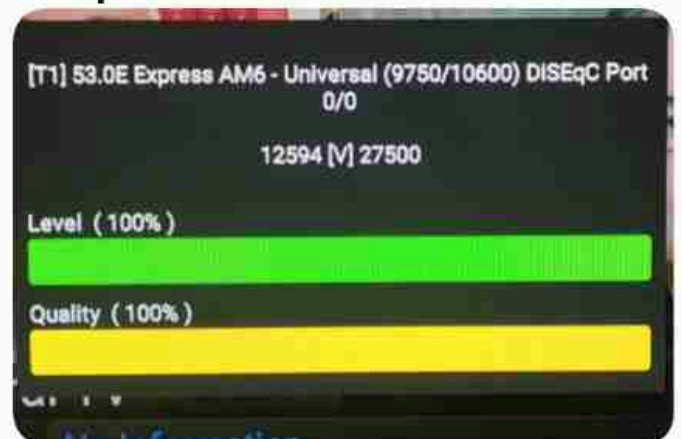 [T1] 53.0E Express AM6 - Universal (9750/10600) DISEqC Port
0/0
12594 [V] 27500
Level ( 100% )
Quality ( 100% )